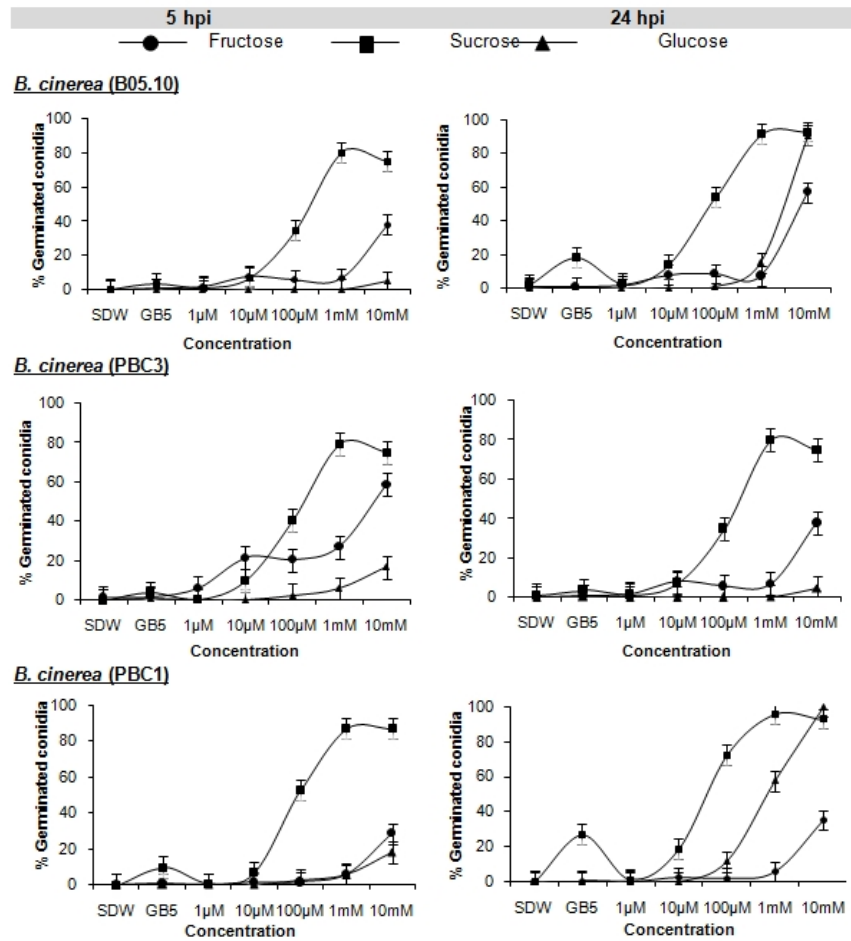 5 hpi 24 hpi
Fructose Sucrose Glucose
B. cinerea (B05.10)
% Germinated conidia
100
80
60
40
20
0
SDW GB5 1µM 10µM 100µM 1mM 10mM
Concentration
% Germinated conidia
100
80
60
40
20
0
SDW GB5 1µM 10µM 100µM 1mM 10mM
Concentration
B. cinerea (PBC3)
% Germinated conidia
100
80
60
40
20
0
SDW GB5 1µM 10µM 100µM 1mM 10mM
Concentration
% Germionated conidia
100
80
60
40
20
0
SDW GB5 1µM 10µM 100µM 1mM 10mM
Concentration
B. cinerea (PBC1)
% Germinated conidia
100
80
60
40
20
0
SDW GB5 1µM 10µM 100µM 1mM 10mM
Concentration
% Germinated conidia
100
80
60
40
20
0
SDW GB5 1µM 10µM 100µM 1mM 10mM
Concentration